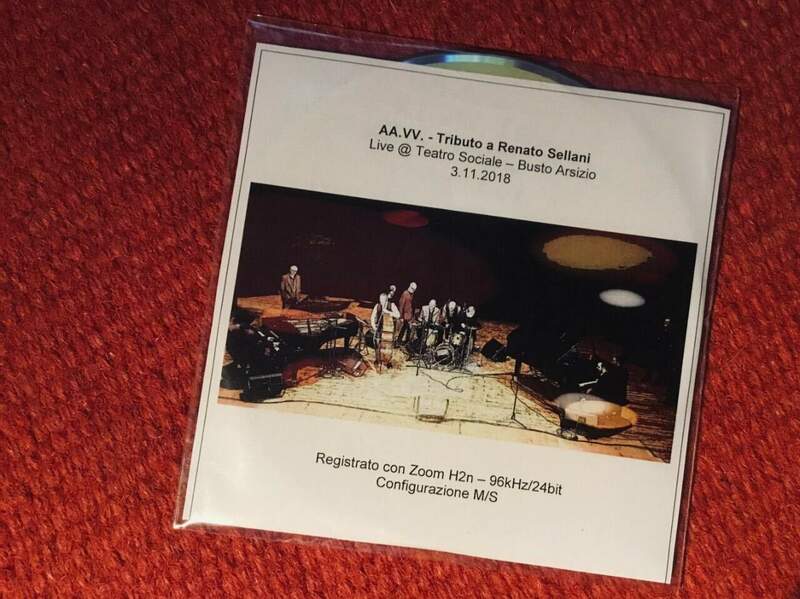 AA.VV. - Tributo a Renato Sellani
Live @ Teatro Sociale – Busto Arsizio
3.11.2018
Registrato con Zoom H2n – 96kHz/24bit
Configurazione M/S